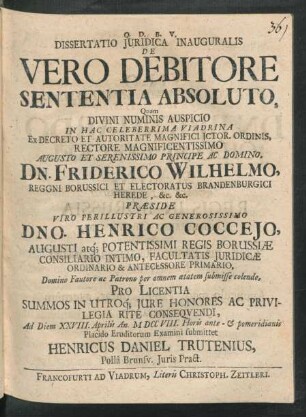 36)
Q. D. B. V.
DISSERTATIO JURIDICA INAUGURALIS
DE
VERO DEBITORE
SENTENTIA ABSOLUTO,
Quam
DIVINI NUMINIS AUSPICIO
IN HAC CELEBERRIMA VIADRINA
EX DECRETO ET AUTORITATE MAGNIFICI JCTOR. ORDINIS,
RECTORE MAGNIFICENTISSIMO
AUGUSTO ET SERENISSIMO PRINCIPE AC DOMINO,
DN. FRIDERICO WILHELMO,
REGGNI BORUSSICI ET ELECTORATUS BRANDENBURGICI
HEREDE, &c. &c.
PRÆSIDE
VIRO PERILLUSTRI AC GENEROSISSIMO
DNO. HENRICO COCCEJO,
AUGUSTI atq; POTENTISSIMI REGIS BORUSSIÆ
CONSILIARIO INTIMO, FACULTATIS JURIDICÆ
ORDINARIO & ANTECESSORE PRIMARIO,
Domino Fautore ac Patrono per omnem ætatem submisse colendo,
PRO LICENTIA
SUMMOS IN UTROQ; JURE HONORES AC PRIVI-
LEGIA RITE CONSEQVENDI,
Ad Diem XXVIII. Aprilis An. MDCCVIII. Horis ante- & pomeridianis
Placido Eruditorum Examini submittet
HENRICUS DANIEL TRUTENIUS,
Pollâ Brunsv. Juris Pract.
FRANCOFURTI AD VIADRUM, Literis CHRISTOPH. ZEITLERI.